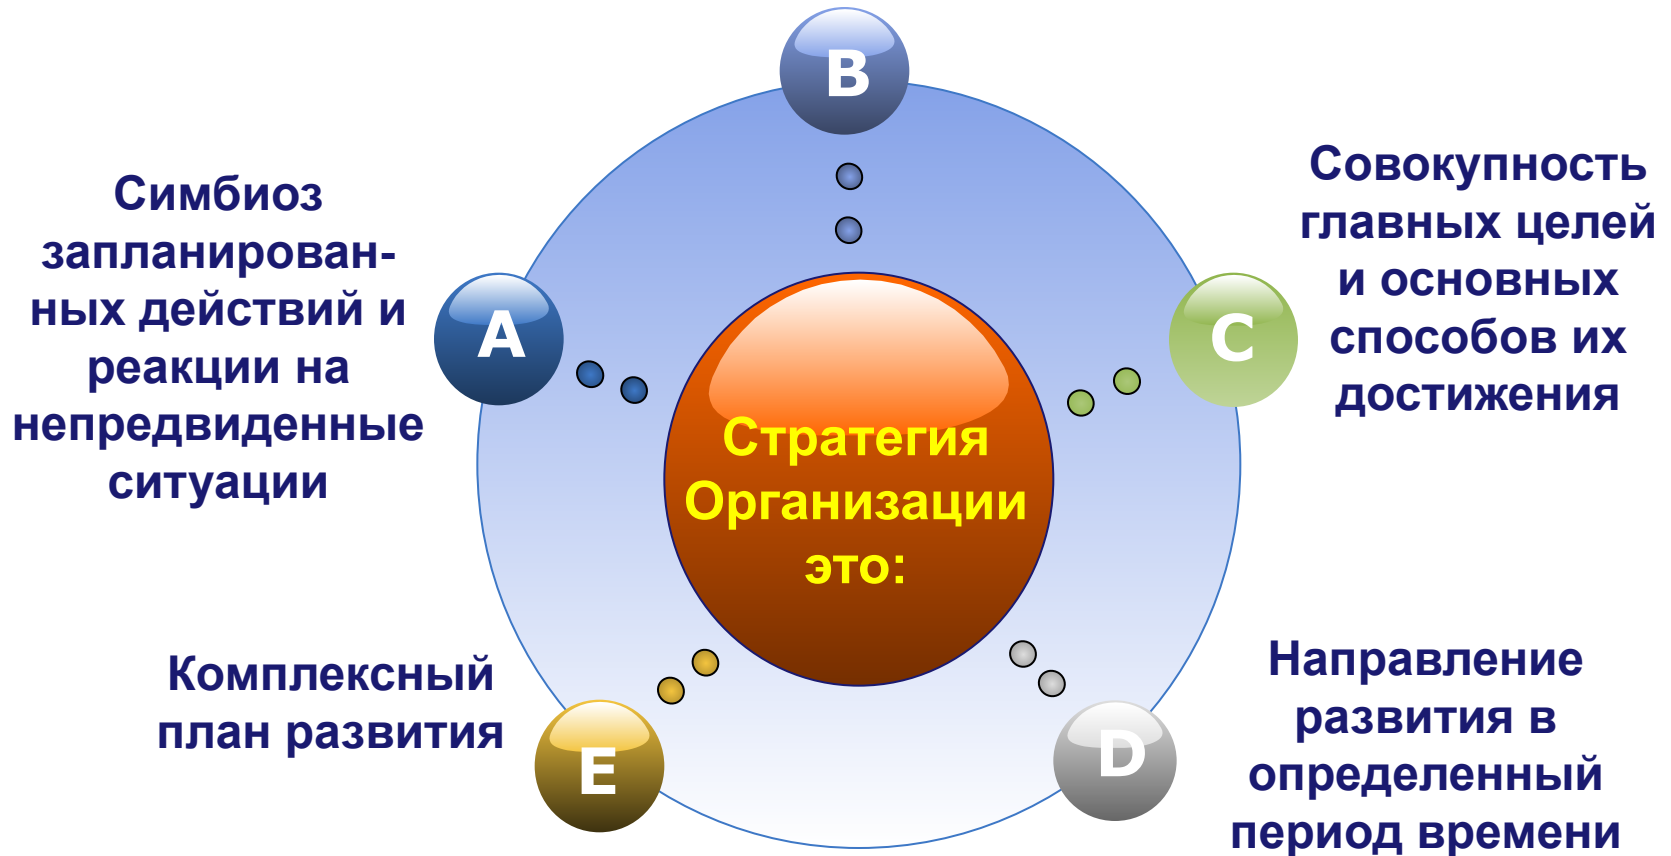 B
Симбиоз
запланирован-
ных действий и
реакции на
непредвиденные
ситуации
A
Совокупность
главных целей
и основных
способов их
достижения
C
Стратегия
Организации
это:
Комплексный
план развития
E
Направление
развития в
определенный
период времени
D